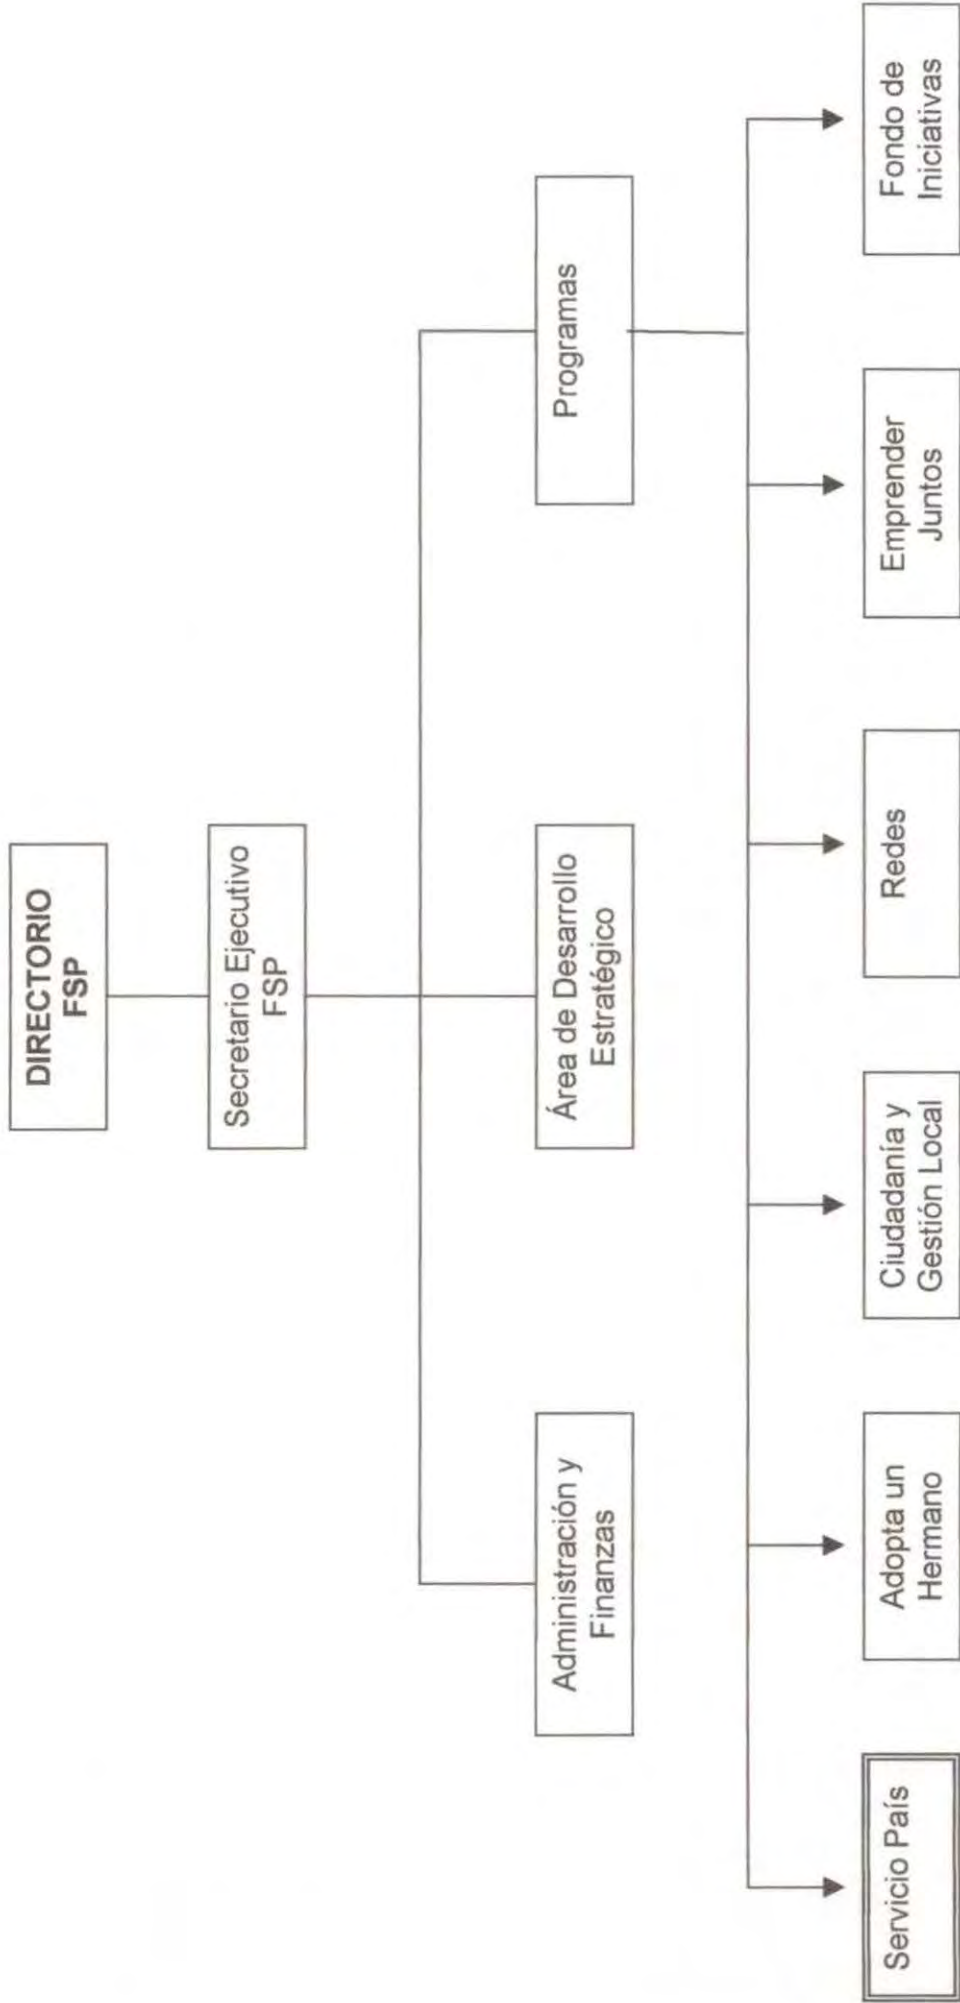 DIRECTORIO
FSP
Secretario Ejecutivo
FSP
Administración y
Finanzas
Área de Desarrollo
Estratégico
Programas
Servicio País
Adopta un
Hermano
Ciudadanía y
Gestión Local
Redes
Emprender
Juntos
Fondo de
Iniciativas